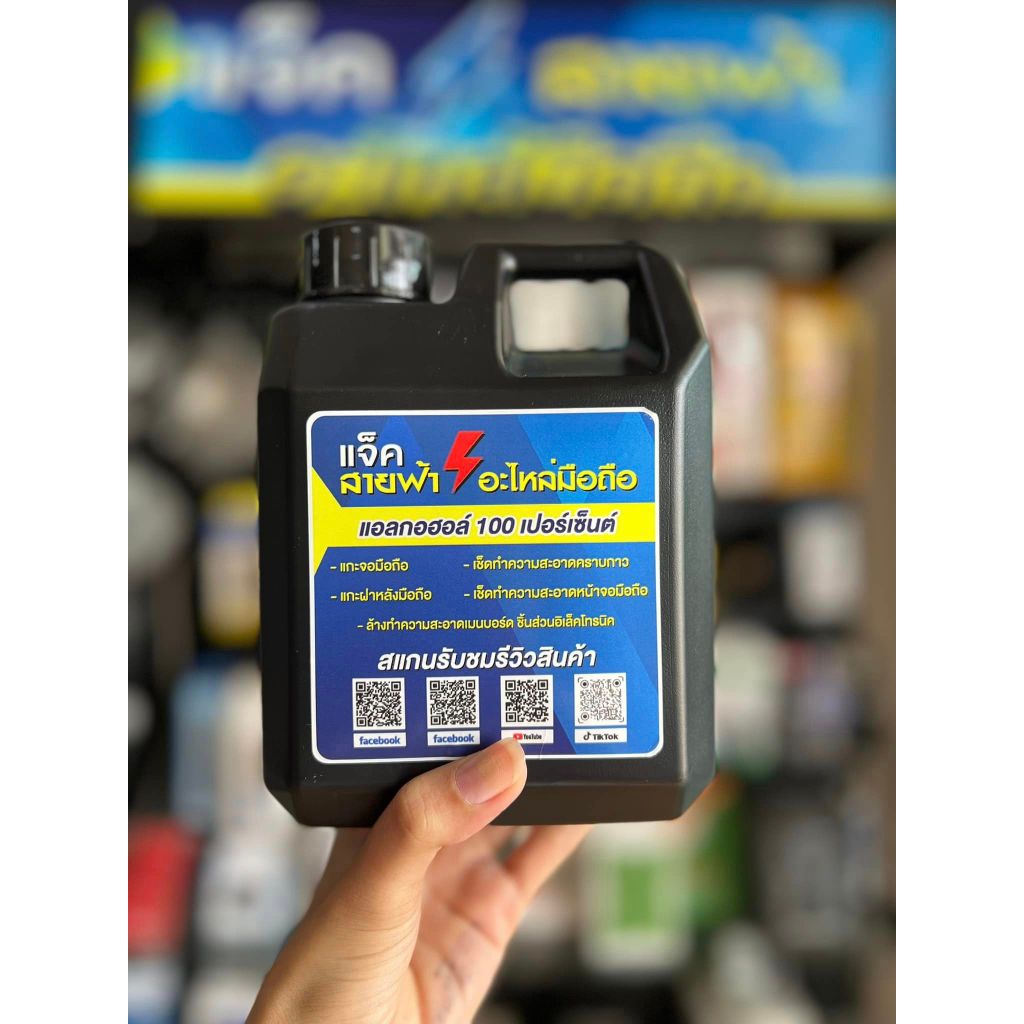 แจ็ค สายฟ้า
แจ็ค
สายฟ้า อะไหล่มือถือ
แอลกอฮอล์ 100 เปอร์เซ็นต์
- แกะจอมือถือ - เช็ดทำความสะอาดคราบกาว
- แกะฝาหลังมือถือ - เช็ดทำความสะอาดหน้าจอมือถือ
- ล้างทำความสะอาดเมนบอร์ด ชิ้นส่วนอิเล็คโทรนิค
สแกนรับชมรีวิวสินค้า
facebook facebook YouTube TikTok